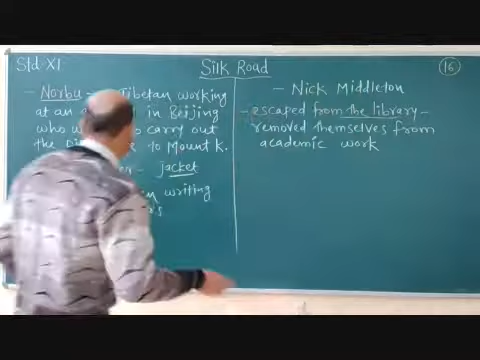 Std-XI
Silk Road
16
- Norbu - Tibetan working
at an in Beijing
who to carry out
the to Mount K.
- jacket
writing
- Nick Middleton
- escaped from the library -
removed themselves from
academic work